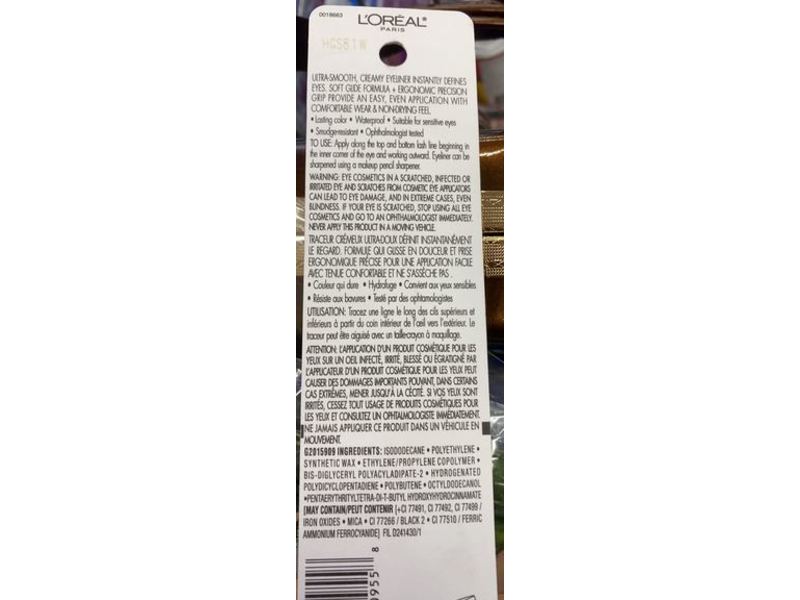 0018663
L'ORÉAL®
PARIS
HGS61W
ULTRA-SMOOTH, CREAMY EYELINER INSTANTLY DEFINES
EYES. SOFT GLIDE FORMULA + ERGONOMIC PRECISION
GRIP PROVIDE AN EASY, EVEN APPLICATION WITH
COMFORTABLE WEAR & NON-DRYING FEEL.
• Lasting color • Waterproof • Suitable for sensitive eyes
• Smudge-resistant • Ophthalmologist tested
TO USE: Apply along the top and bottom lash line beginning in
the inner corner of the eye and working outward. Eyeliner can be
sharpened using a makeup pencil sharpener.
WARNING: EYE COSMETICS IN A SCRATCHED, INFECTED OR
IRRITATED EYE AND SCRATCHES FROM COSMETIC EYE APPLICATORS
CAN LEAD TO EYE DAMAGE, AND IN EXTREME CASES, EVEN
BLINDNESS. IF YOUR EYE IS SCRATCHED, STOP USING ALL EYE
COSMETICS AND GO TO AN OPHTHALMOLOGIST IMMEDIATELY.
NEVER APPLY THIS PRODUCT IN A MOVING VEHICLE.
TRACEUR CRÉMEUX ULTRA-DOUX DÉFINIT INSTANTANÉMENT
LE REGARD. FORMULE QUI GLISSE EN DOUCEUR ET PRISE
ERGONOMIQUE PRÉCISE POUR UNE APPLICATION FACILE
AVEC TENUE CONFORTABLE ET NE S'ASSÈCHE PAS .
• Couleur qui dure • Hydrofuge • Convient aux yeux sensibles
• Résiste aux bavures • Testé par des ophtamologistes
UTILISATION: Tracez une ligne le long des cils supérieurs et
inférieurs à partir du coin intérieur de l'œil vers l'extérieur. Le
traceur peut être aiguisé avec un taille-crayon à maquillage.
ATTENTION: L'APPLICATION D'UN PRODUIT COSMÉTIQUE POUR LES
YEUX SUR UN OEIL INFECTÉ, IRRITÉ, BLESSÉ OU ÉGRATIGNÉ PAR
L'APPLICATEUR D'UN PRODUIT COSMÉTIQUE POUR LES YEUX PEUT
CAUSER DES DOMMAGES IMPORTANTS POUVANT, DANS CERTAINS
CAS EXTRÊMES, MENER JUSQU'À LA CÉCITÉ. SI VOS YEUX SONT
IRRITÉS, CESSEZ TOUT USAGE DE PRODUITS COSMÉTIQUES POUR
LES YEUX ET CONSULTEZ UN OPHTALMOLOGISTE IMMÉDIATEMENT.
NE JAMAIS APPLIQUER CE PRODUIT DANS UN VÉHICULE EN
MOUVEMENT.
G2015909 INGREDIENTS: ISODODECANE • POLYETHYLENE •
SYNTHETIC WAX • ETHYLENE/PROPYLENE COPOLYMER •
BIS-DIGLYCERYL POLYACYLADIPATE-2 • HYDROGENATED
POLYDICYCLOPENTADIENE • POLYBUTENE • OCTYLDODECANOL
•PENTAERYTHRITYLTETRA-DI-T-BUTYL HYDROXYHYDROCINNAMATE
[MAY CONTAIN/PEUT CONTENIR (+CI 77491, CI 77492, CI 77499 /
IRON OXIDES • MICA • CI 77266 / BLACK 2 • CI 77510 / FERRIC
AMMONIUM FERROCYANIDE] FIL D241430/1
0955 8